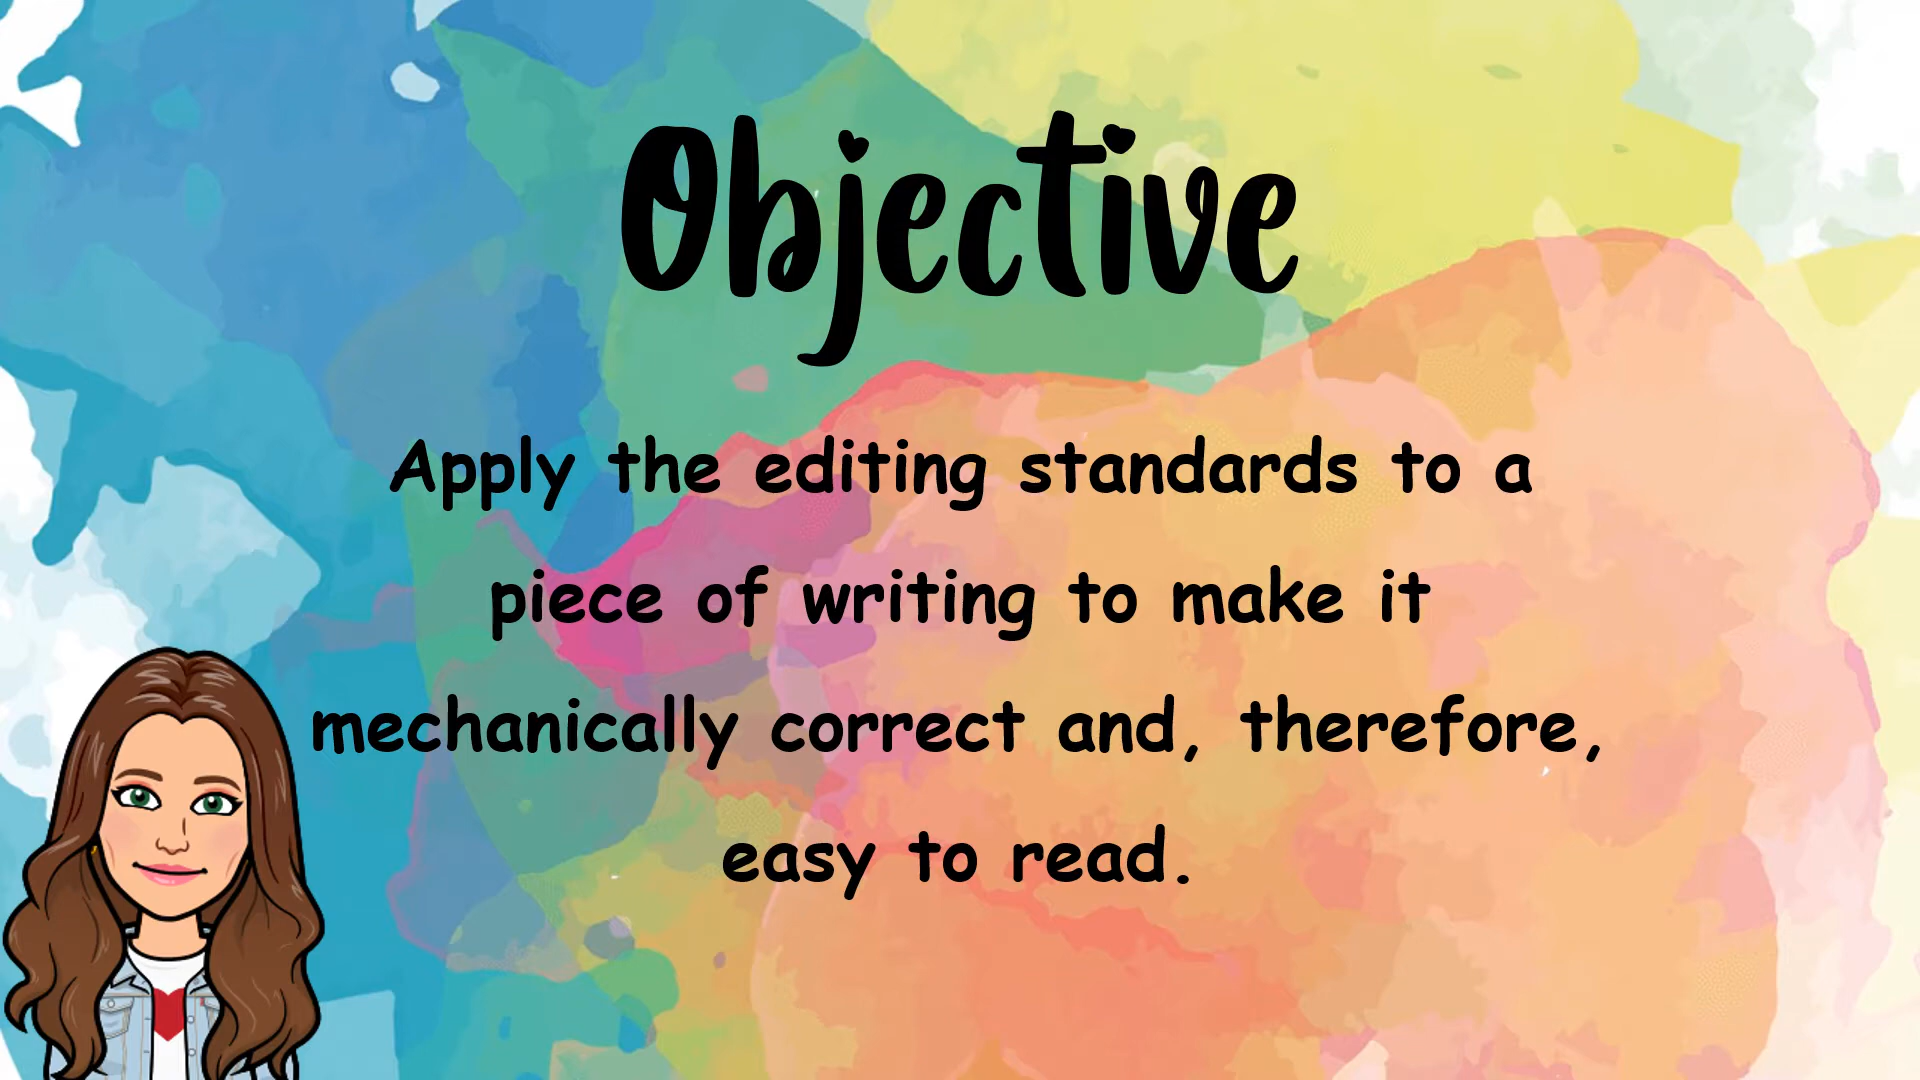 Objective
Apply the editing standards to a
piece of writing to make it
mechanically correct and, therefore,
easy to read.